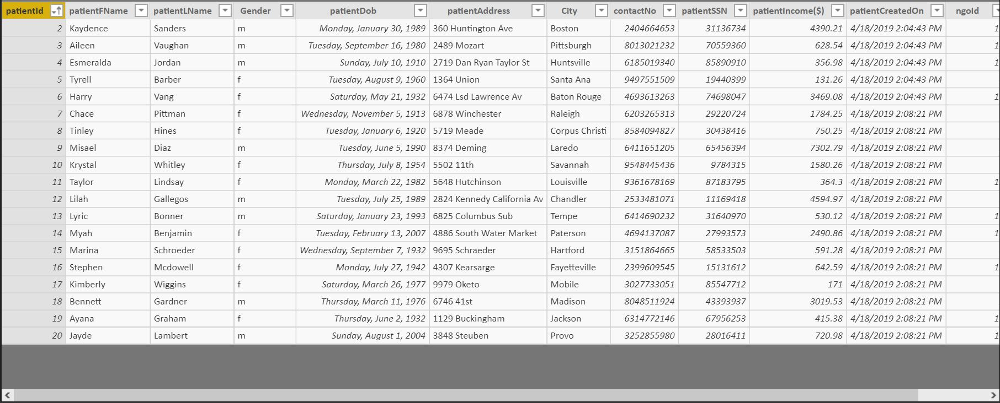 patientId patientFName patientLName Gender patientDob patientAddress City contactNo patientSSN patientIncome($) patientCreatedOn ngoId
2 Kaydence Sanders m Monday, January 30, 1989 360 Huntington Ave Boston 2404664653 31136734 4390.21 4/18/2019 2:04:43 PM 1
3 Aileen Vaughan m Tuesday, September 16, 1980 2489 Mozart Pittsburgh 8013021232 70559360 628.54 4/18/2019 2:04:43 PM 1
4 Esmeralda Jordan m Sunday, July 10, 1910 2719 Dan Ryan Taylor St Huntsville 6185019340 85890910 356.98 4/18/2019 2:04:43 PM 1
5 Tyrell Barber f Tuesday, August 9, 1960 1364 Union Santa Ana 9497551509 19440399 131.26 4/18/2019 2:04:43 PM
6 Harry Vang f Saturday, May 21, 1932 6474 Lsd Lawrence Av Baton Rouge 4693613263 74698047 3469.08 4/18/2019 2:04:43 PM 1
7 Chace Pittman f Wednesday, November 5, 1913 6878 Winchester Raleigh 6203265313 29220724 1784.25 4/18/2019 2:08:21 PM
8 Tinley Hines f Tuesday, January 6, 1920 5719 Meade Corpus Christi 8584094827 30438416 750.25 4/18/2019 2:08:21 PM
9 Misael Diaz m Tuesday, June 5, 1990 8374 Deming Laredo 6411651205 65456394 7302.79 4/18/2019 2:08:21 PM
10 Krystal Whitley f Thursday, July 8, 1954 5502 11th Savannah 9548445436 9784315 1580.26 4/18/2019 2:08:21 PM
11 Taylor Lindsay f Monday, March 22, 1982 5648 Hutchinson Louisville 9361678169 87183795 364.3 4/18/2019 2:08:21 PM 1
12 Lilah Gallegos m Tuesday, July 25, 1989 2824 Kennedy California Av Chandler 2533481071 11169418 4594.97 4/18/2019 2:08:21 PM
13 Lyric Bonner m Saturday, January 23, 1993 6825 Columbus Sub Tempe 6414690232 31640970 530.12 4/18/2019 2:08:21 PM 1
14 Myah Benjamin f Tuesday, February 13, 2007 4886 South Water Market Paterson 4694137087 27993573 2490.86 4/18/2019 2:08:21 PM 1
15 Marina Schroeder f Wednesday, September 7, 1932 9695 Schraeder Hartford 3151864665 58533503 591.28 4/18/2019 2:08:21 PM
16 Stephen Mcdowell f Monday, July 27, 1942 4307 Kearsarge Fayetteville 2399609545 15131612 642.59 4/18/2019 2:08:21 PM 1
17 Kimberly Wiggins f Saturday, March 26, 1977 9979 Oketo Mobile 3027733051 85547712 171 4/18/2019 2:08:21 PM
18 Bennett Gardner m Thursday, March 11, 1976 6746 41st Madison 8048511924 43393937 3019.53 4/18/2019 2:08:21 PM
19 Ayana Graham f Thursday, June 2, 1932 1129 Buckingham Jackson 6314772146 67956253 415.38 4/18/2019 2:08:21 PM 1
20 Jayde Lambert m Sunday, August 1, 2004 3848 Steuben Provo 3252855980 28016411 720.98 4/18/2019 2:08:21 PM 1